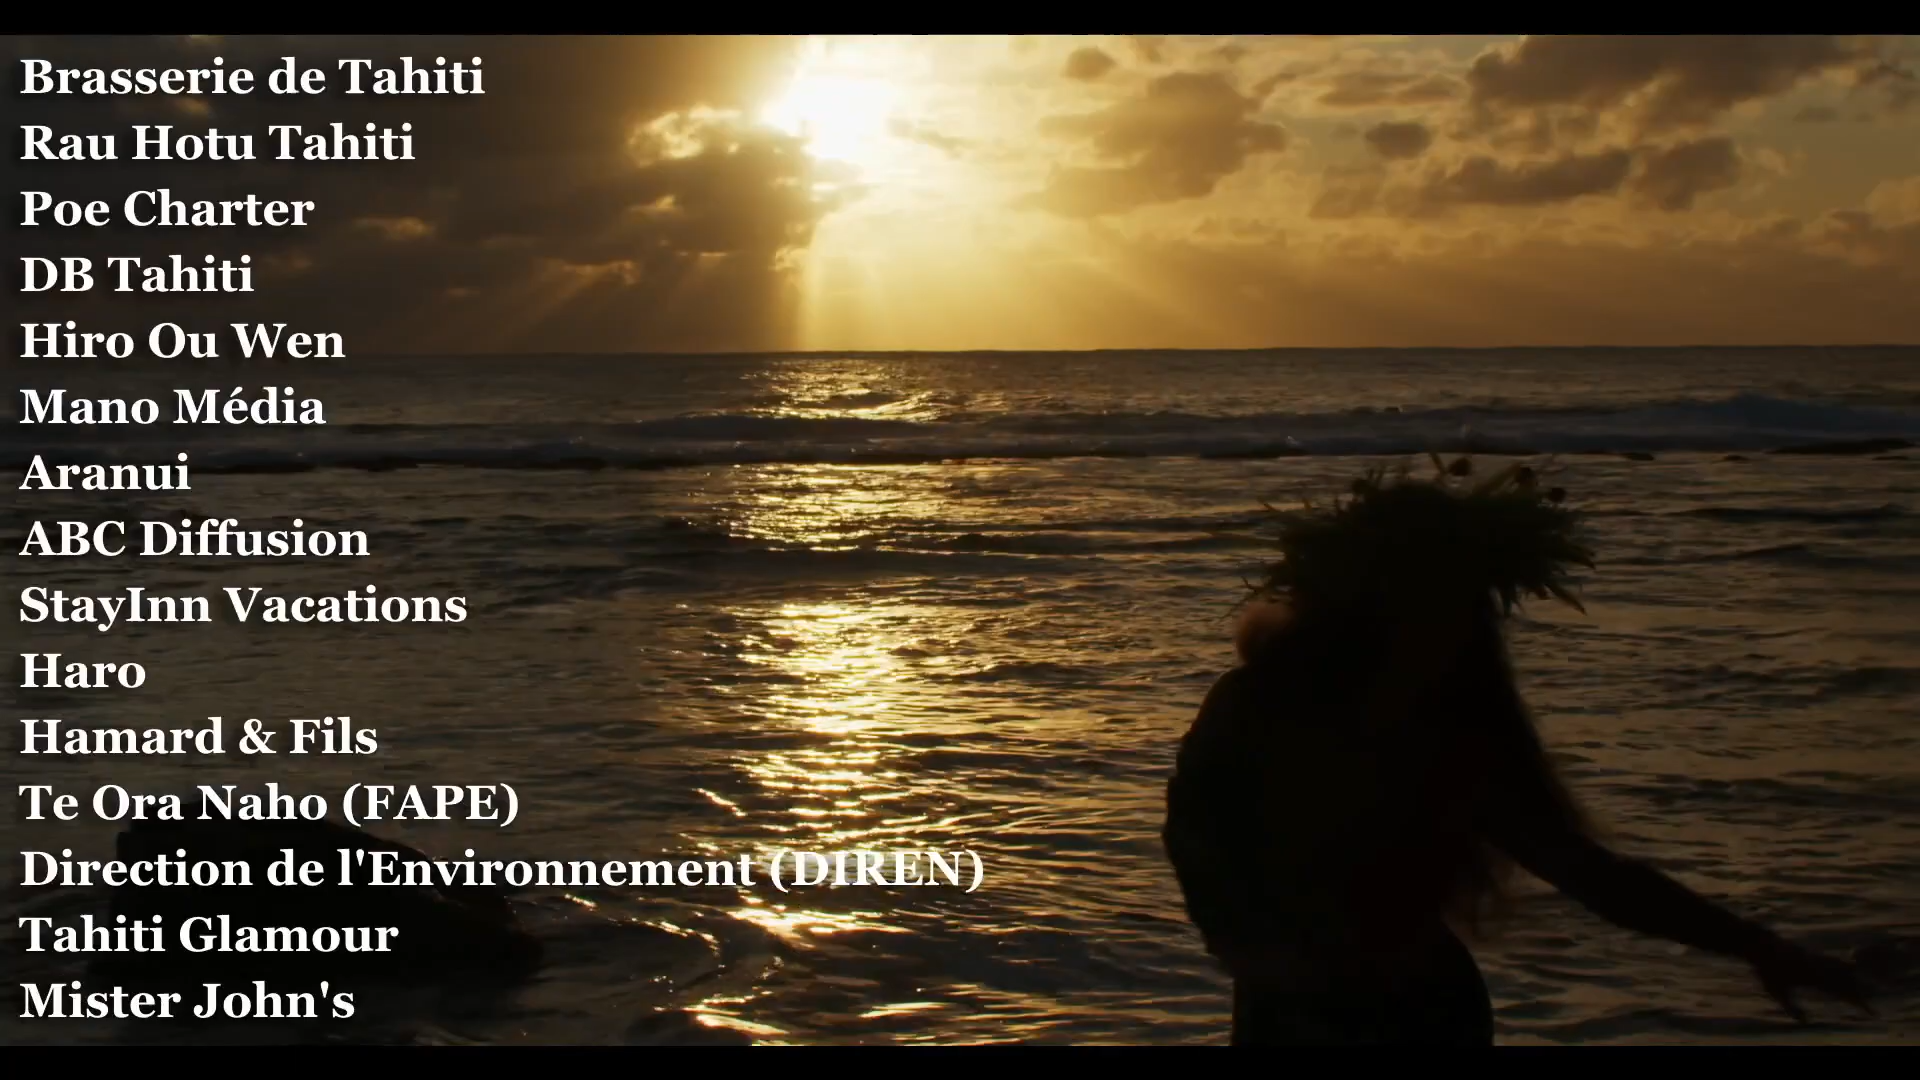 Brasserie de Tahiti
Rau Hotu Tahiti
Poe Charter
DB Tahiti
Hiro Ou Wen
Mano Média
Aranui
ABC Diffusion
StayInn Vacations
Haro
Hamard & Fils
Te Ora Naho (FAPE)
Direction de l'Environnement (DIREN)
Tahiti Glamour
Mister John's